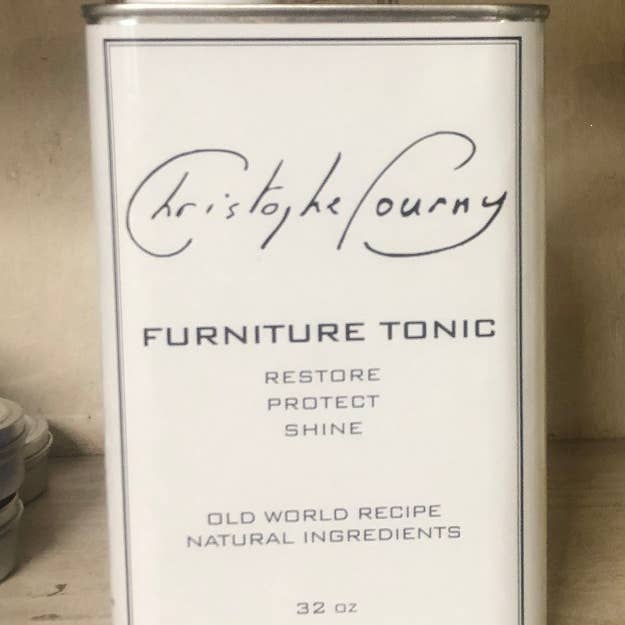 Christophe Pourny
FURNITURE TONIC
RESTORE
PROTECT
SHINE
OLD WORLD RECIPE
NATURAL INGREDIENTS
32 oz